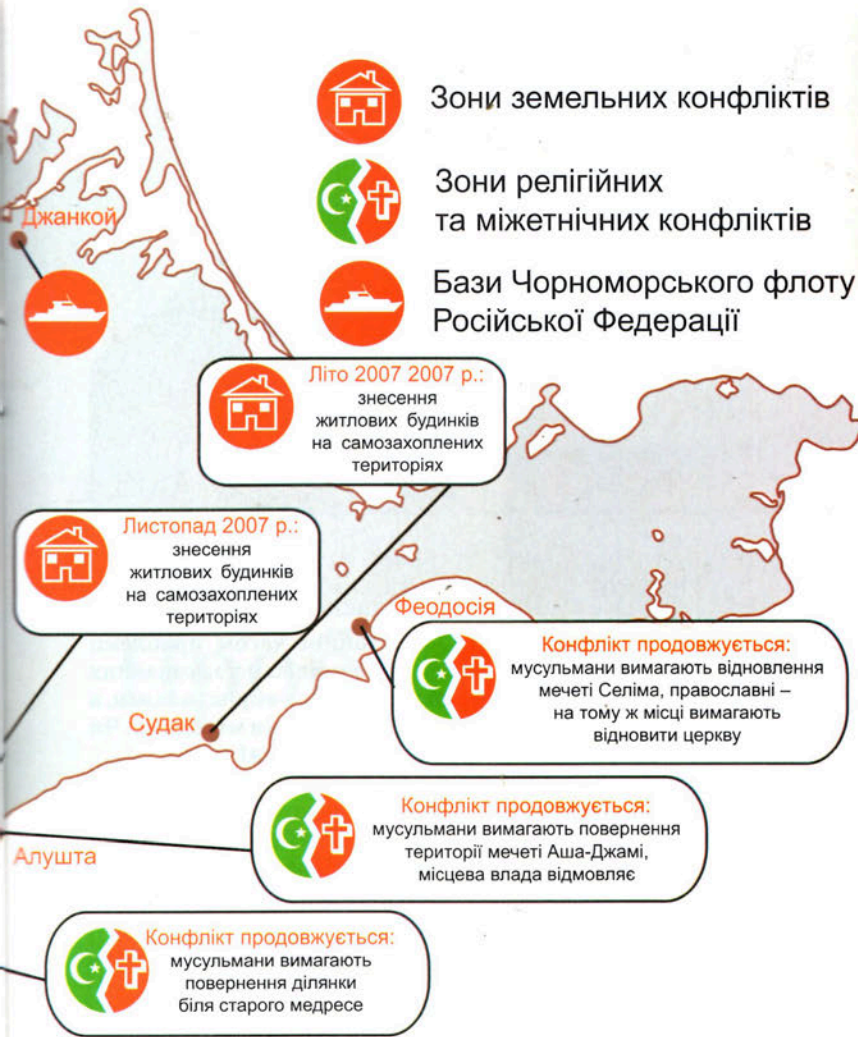 Зони земельних конфліктів
Зони релігійних
та міжетнічних конфліктів
Бази Чорноморського флоту
Російської Федерації
Джанкой
Літо 2007 2007 р.:
знесення
житлових будинків
на самозахоплених
територіях
Листопад 2007 р.:
знесення
житлових будинків
на самозахоплених
територіях
Феодосія
Конфлікт продовжується:
мусульмани вимагають відновлення
мечеті Селіма, православні –
на тому ж місці вимагають
відновити церкву
Судак
Конфлікт продовжується:
мусульмани вимагають повернення
території мечеті Аша-Джамі,
місцева влада відмовляє
Алушта
Конфлікт продовжується:
мусульмани вимагають
повернення ділянки
біля старого медресе